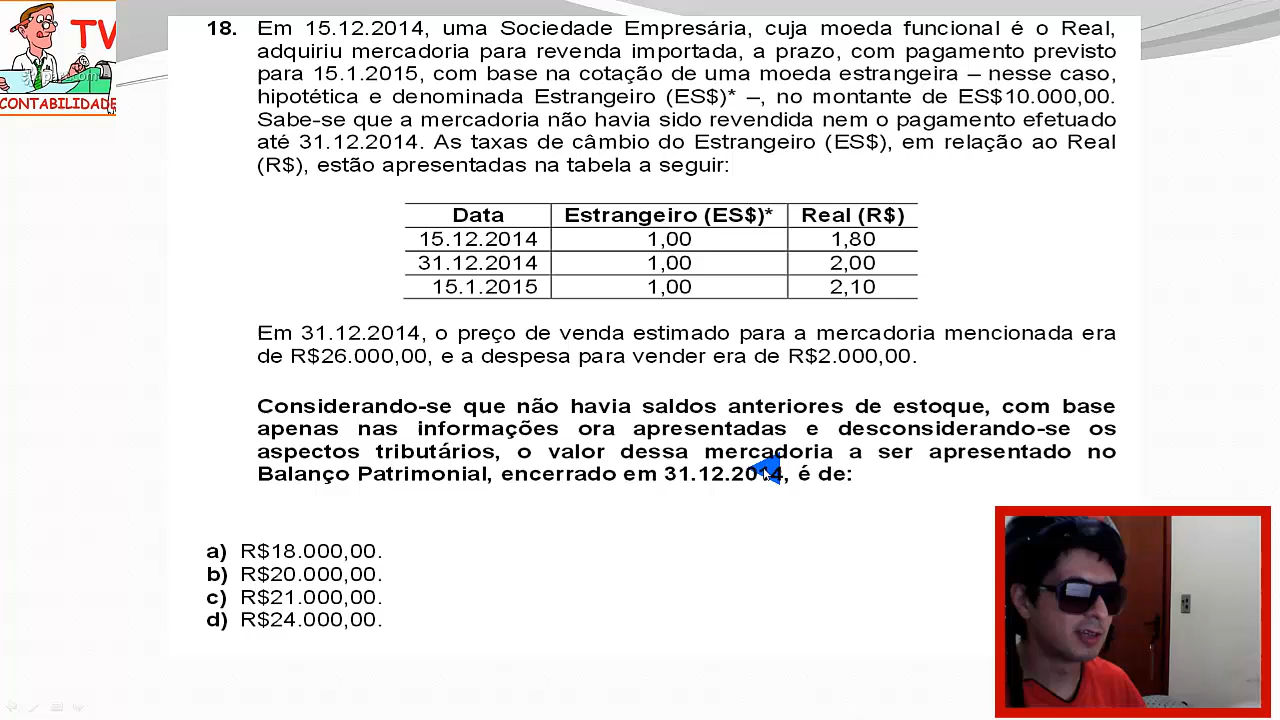 TV
CONTABILIDADE
18. Em 15.12.2014, uma Sociedade Empresária, cuja moeda funcional é o Real,
adquiriu mercadoria para revenda importada, a prazo, com pagamento previsto
para 15.1.2015, com base na cotação de uma moeda estrangeira – nesse caso,
hipotética e denominada Estrangeiro (ES$)* –, no montante de ES$10.000,00.
Sabe-se que a mercadoria não havia sido revendida nem o pagamento efetuado
até 31.12.2014. As taxas de câmbio do Estrangeiro (ES$), em relação ao Real
(R$), estão apresentadas na tabela a seguir:
Data Estrangeiro (ES$)* Real (R$)
15.12.2014 1,00 1,80
31.12.2014 1,00 2,00
15.1.2015 1,00 2,10
Em 31.12.2014, o preço de venda estimado para a mercadoria mencionada era
de R$26.000,00, e a despesa para vender era de R$2.000,00.
Considerando-se que não havia saldos anteriores de estoque, com base
apenas nas informações ora apresentadas e desconsiderando-se os
aspectos tributários, o valor dessa mercadoria a ser apresentado no
Balanço Patrimonial, encerrado em 31.12.2014, é de:
a) R$18.000,00.
b) R$20.000,00.
c) R$21.000,00.
d) R$24.000,00.